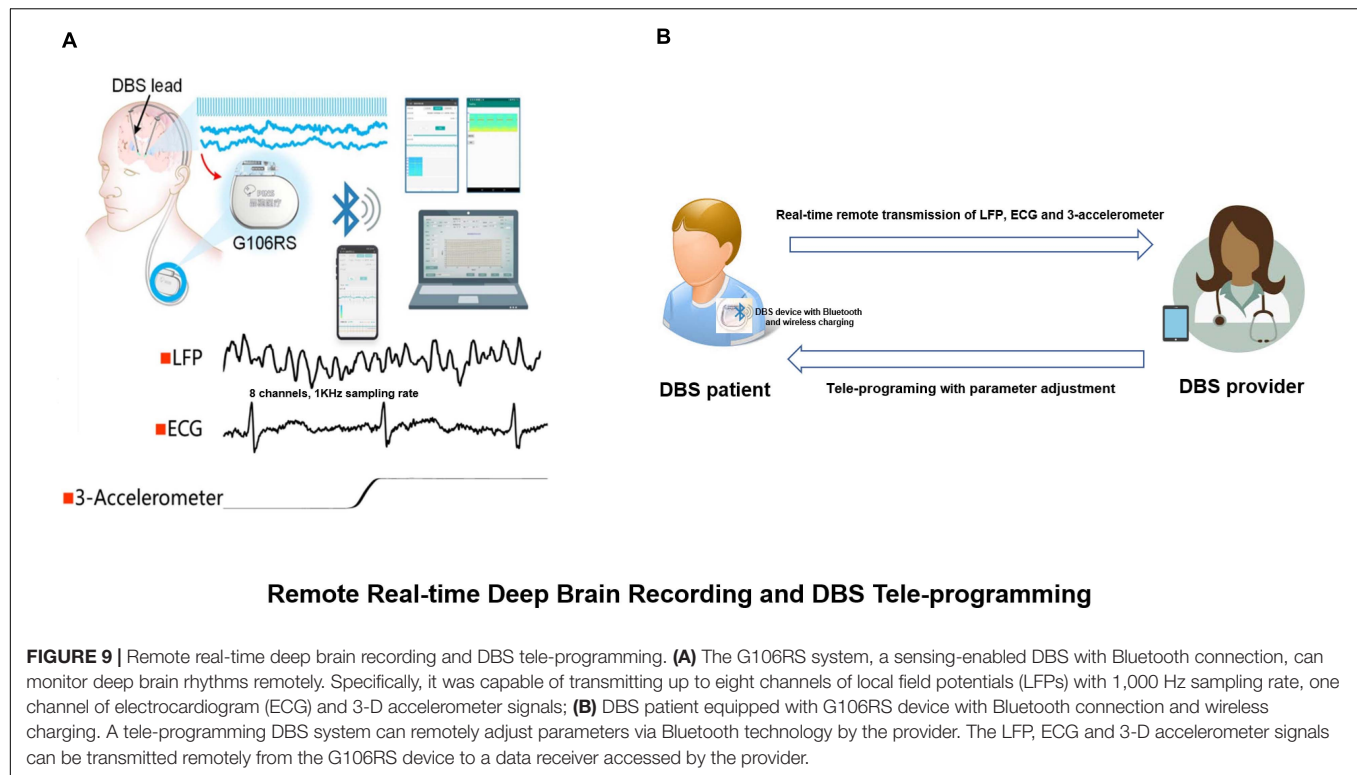 A
B
DBS lead
PINS
品驰医疗
G106RS
LFP
8 channels, 1KHz sampling rate
ECG
3-Accelerometer
Real-time remote transmission of LFP, ECG and 3-accelerometer
DBS device with Bluetooth
and wireless charging
DBS patient
Tele-programing with parameter adjustment
DBS provider
Remote Real-time Deep Brain Recording and DBS Tele-programming
FIGURE 9 | Remote real-time deep brain recording and DBS tele-programming. (A) The G106RS system, a sensing-enabled DBS with Bluetooth connection, can
monitor deep brain rhythms remotely. Specifically, it was capable of transmitting up to eight channels of local field potentials (LFPs) with 1,000 Hz sampling rate, one
channel of electrocardiogram (ECG) and 3-D accelerometer signals; (B) DBS patient equipped with G106RS device with Bluetooth connection and wireless
charging. A tele-programming DBS system can remotely adjust parameters via Bluetooth technology by the provider. The LFP, ECG and 3-D accelerometer signals
can be transmitted remotely from the G106RS device to a data receiver accessed by the provider.